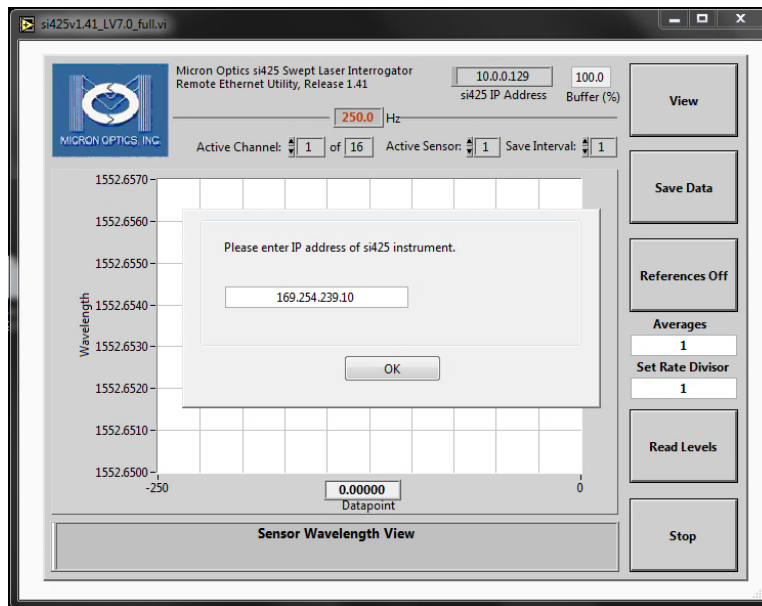 si425v1.41_LV7.0_full.vi
MICRON OPTICS, INC.
Micron Optics si425 Swept Laser Interrogator
Remote Ethernet Utility, Release 1.41
10.0.0.129
si425 IP Address
100.0
Buffer (%)
250.0 Hz
Active Channel: 1 of 16 Active Sensor: 1 Save Interval: 1
View
Save Data
References Off
Averages
1
Set Rate Divisor
1
Read Levels
Stop
Wavelength
1552.6570
1552.6560
1552.6550
1552.6540
1552.6530
1552.6520
1552.6510
1552.6500
-250
0.00000
0
Datapoint
Please enter IP address of si425 instrument.
169.254.239.10
OK
Sensor Wavelength View